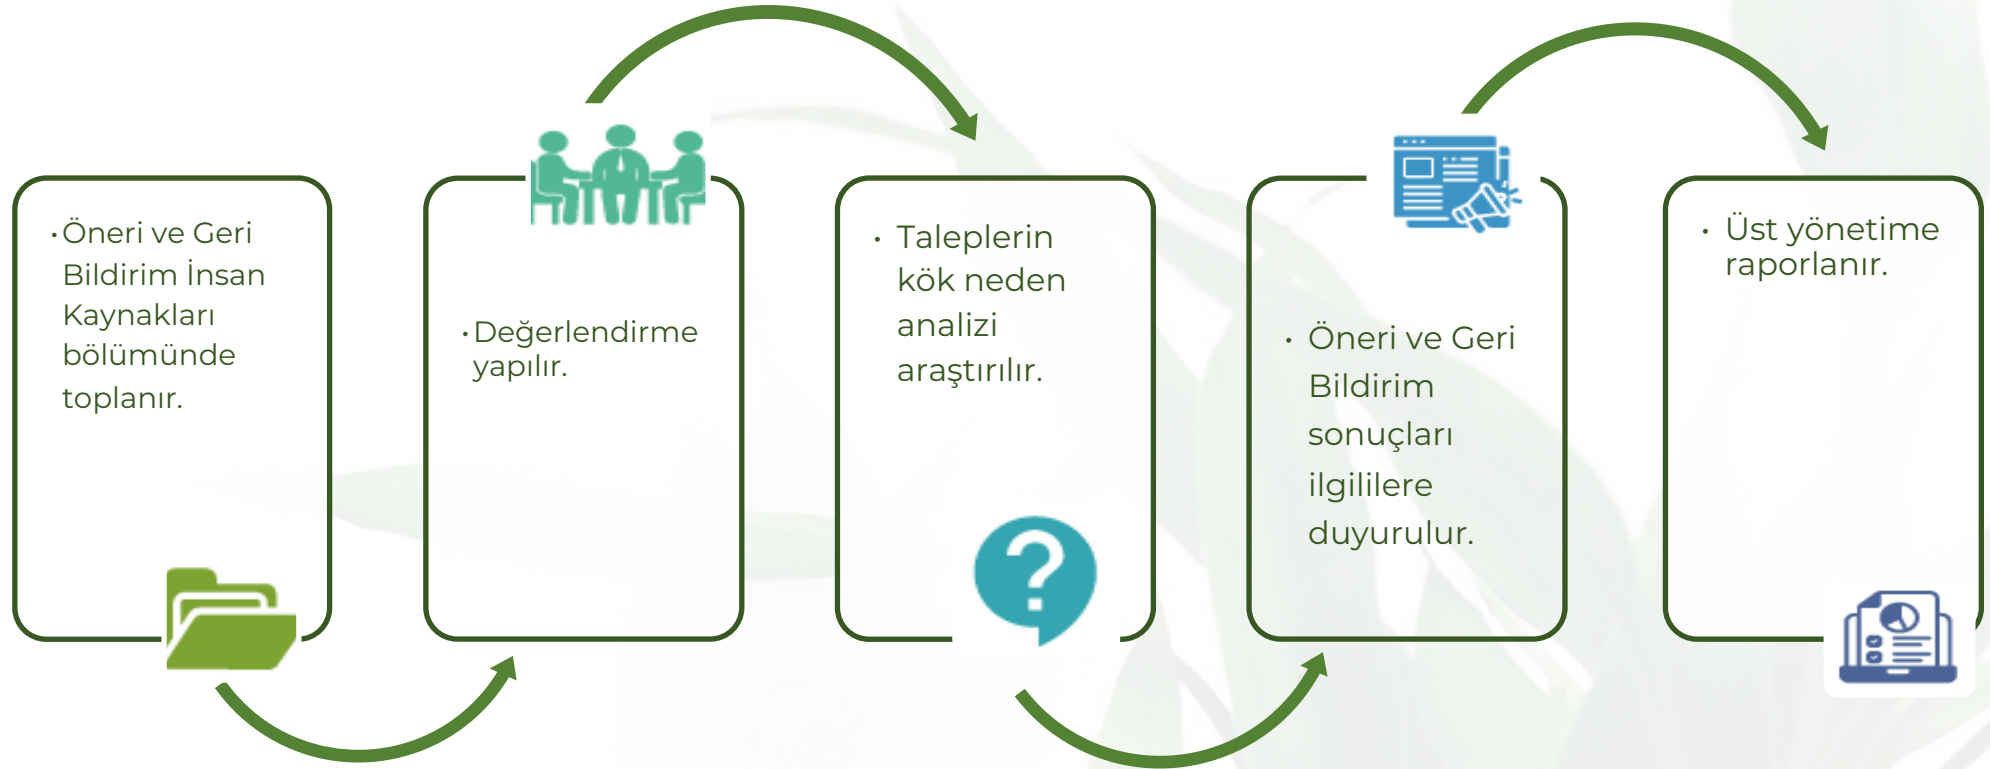 · Öneri ve Geri
Bildirim İnsan
Kaynakları
bölümünde
toplanır.
· Değerlendirme
yapılır.
· Taleplerin
kök neden
analizi
araştırılır.
· Öneri ve Geri
Bildirim
sonuçları
ilgililere
duyurulur.
· Üst yönetime
raporlanır.